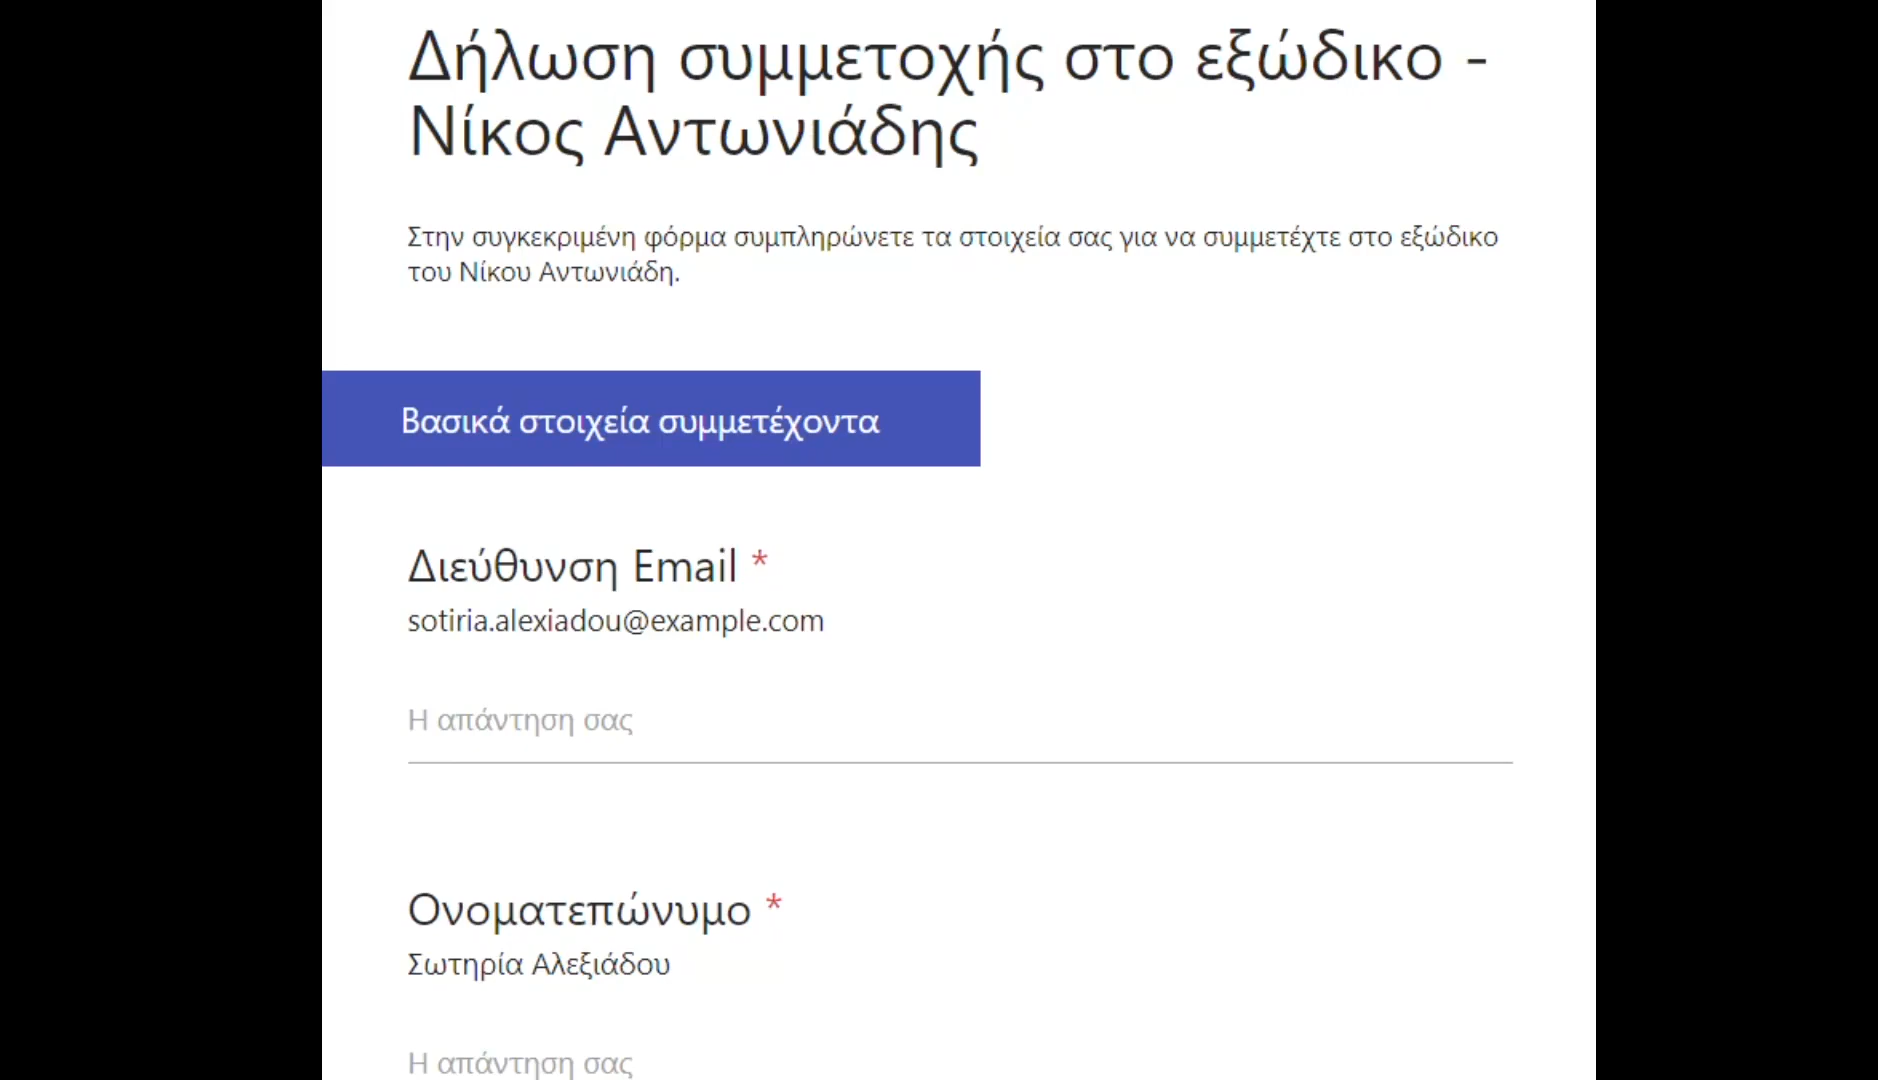 Δήλωση συμμετοχής στο εξώδικο -
Νίκος Αντωνιάδης
Στην συγκεκριμένη φόρμα συμπληρώνετε τα στοιχεία σας για να συμμετέχτε στο εξώδικο
του Νίκου Αντωνιάδη.
Βασικά στοιχεία συμμετέχοντα
Διεύθυνση Email *
sotiria.alexiadou@example.com
Η απάντηση σας
Ονοματεπώνυμο *
Σωτηρία Αλεξιάδου
Η απάντηση σας